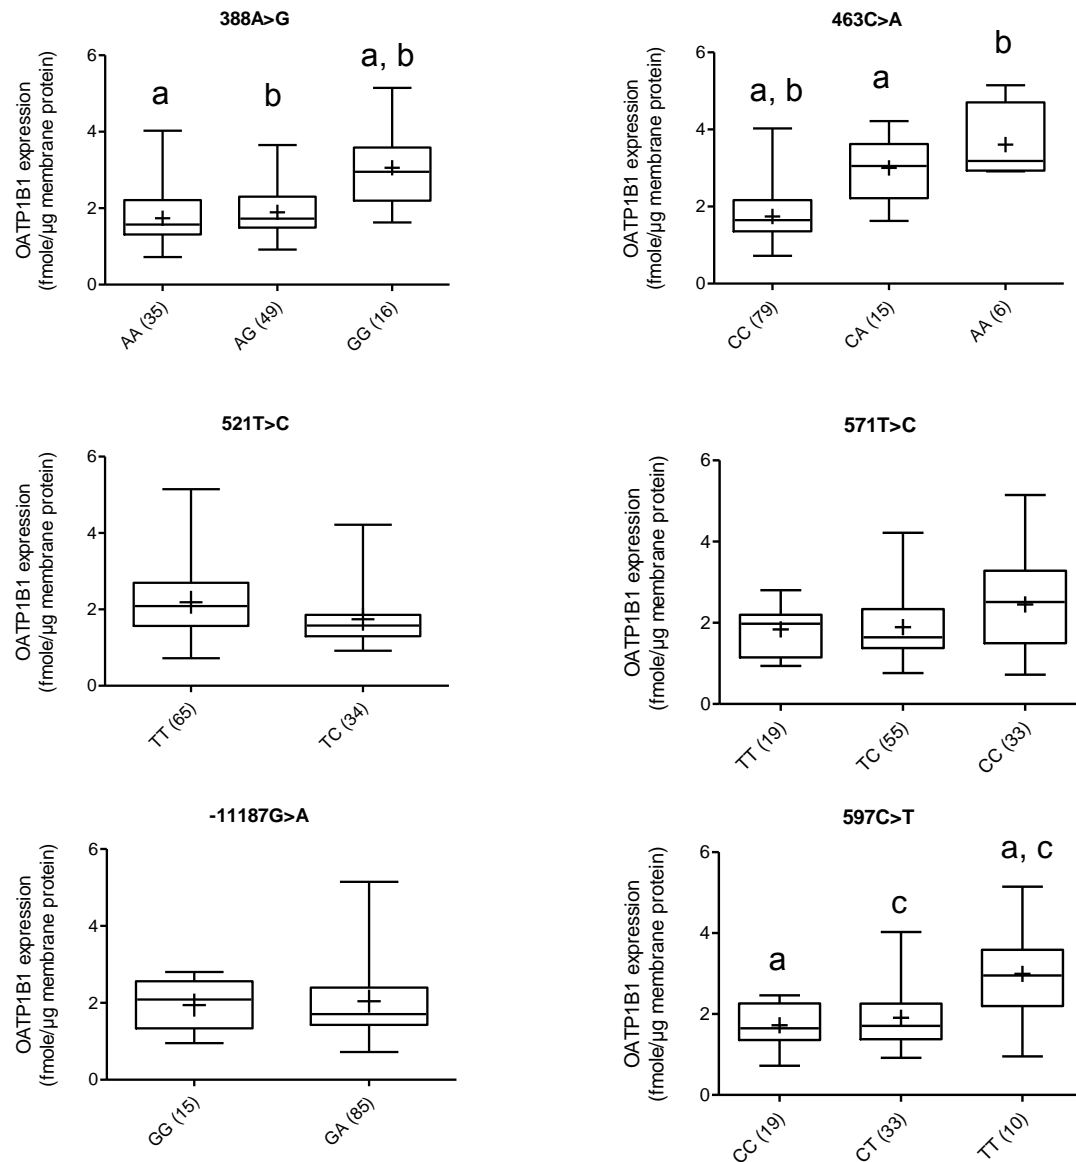 388A>G
OATP1B1 expression
(fmole/µg membrane protein)
6
4
2
0
a
b
a, b
AA (35)
AG (49)
GG (16)
463C>A
OATP1B1 expression
(fmole/µg membrane protein)
6
4
2
0
a, b
a
b
CC (79)
CA (15)
AA (6)
521T>C
OATP1B1 expression
(fmole/µg membrane protein)
6
4
2
0
TT (65)
TC (34)
571T>C
OATP1B1 expression
(fmole/µg membrane protein)
6
4
2
0
TT (19)
TC (55)
CC (33)
-11187G>A
OATP1B1 expression
(fmole/µg membrane protein)
6
4
2
0
GG (15)
GA (85)
597C>T
OATP1B1 expression
(fmole/µg membrane protein)
6
4
2
0
a
c
a, c
CC (19)
CT (33)
TT (10)